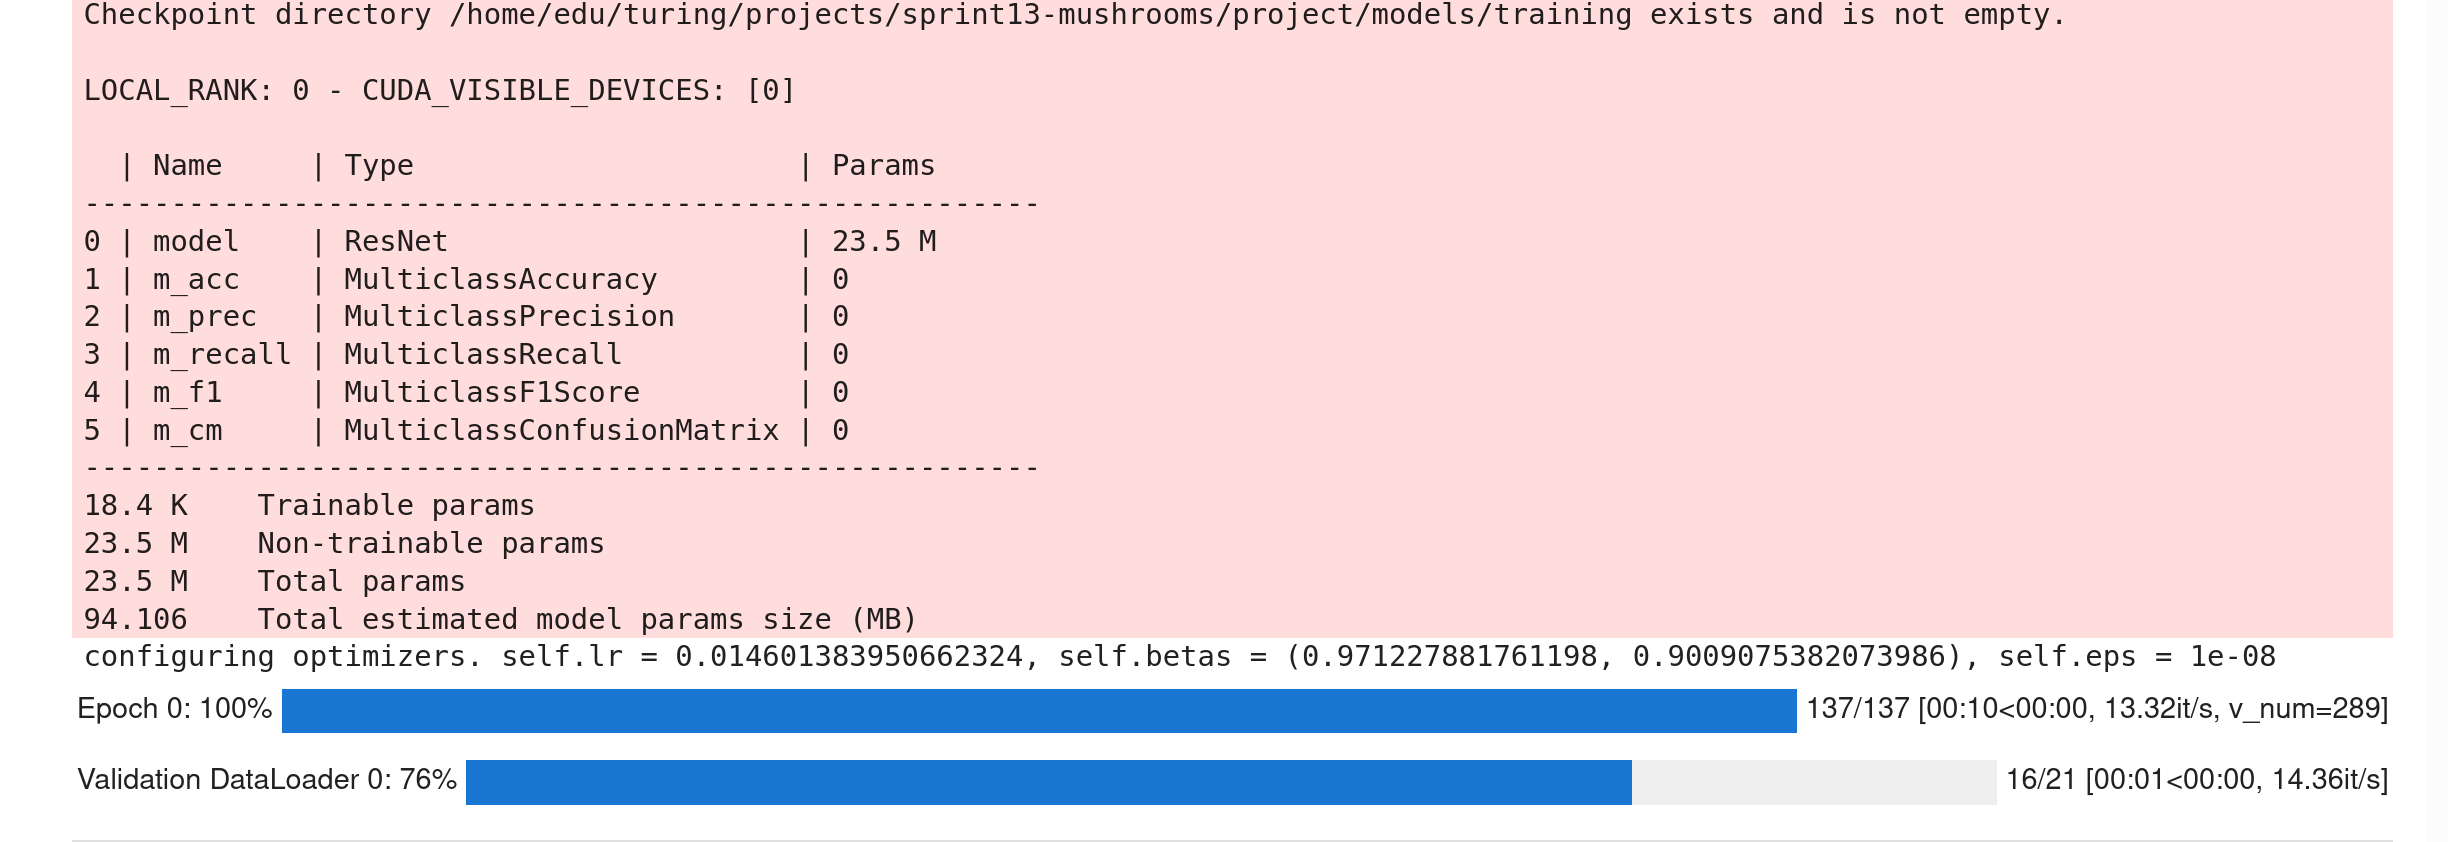 Checkpoint directory /home/edu/turing/projects/sprint13-mushrooms/project/models/training exists and is not empty.
LOCAL_RANK: 0 - CUDA_VISIBLE_DEVICES: [0]
  | Name     | Type                      | Params
-------------------------------------------------------
0 | model    | ResNet                    | 23.5 M
1 | m_acc    | MulticlassAccuracy        | 0
2 | m_prec   | MulticlassPrecision       | 0
3 | m_recall | MulticlassRecall          | 0
4 | m_f1     | MulticlassF1Score         | 0
5 | m_cm     | MulticlassConfusionMatrix | 0
-------------------------------------------------------
18.4 K    Trainable params
23.5 M    Non-trainable params
23.5 M    Total params
94.106    Total estimated model params size (MB)
configuring optimizers. self.lr = 0.014601383950662324, self.betas = (0.971227881761198, 0.9009075382073986), self.eps = 1e-08
Epoch 0: 100% 137/137 [00:10<00:00, 13.32it/s, v_num=289]
Validation DataLoader 0: 76% 16/21 [00:01<00:00, 14.36it/s]